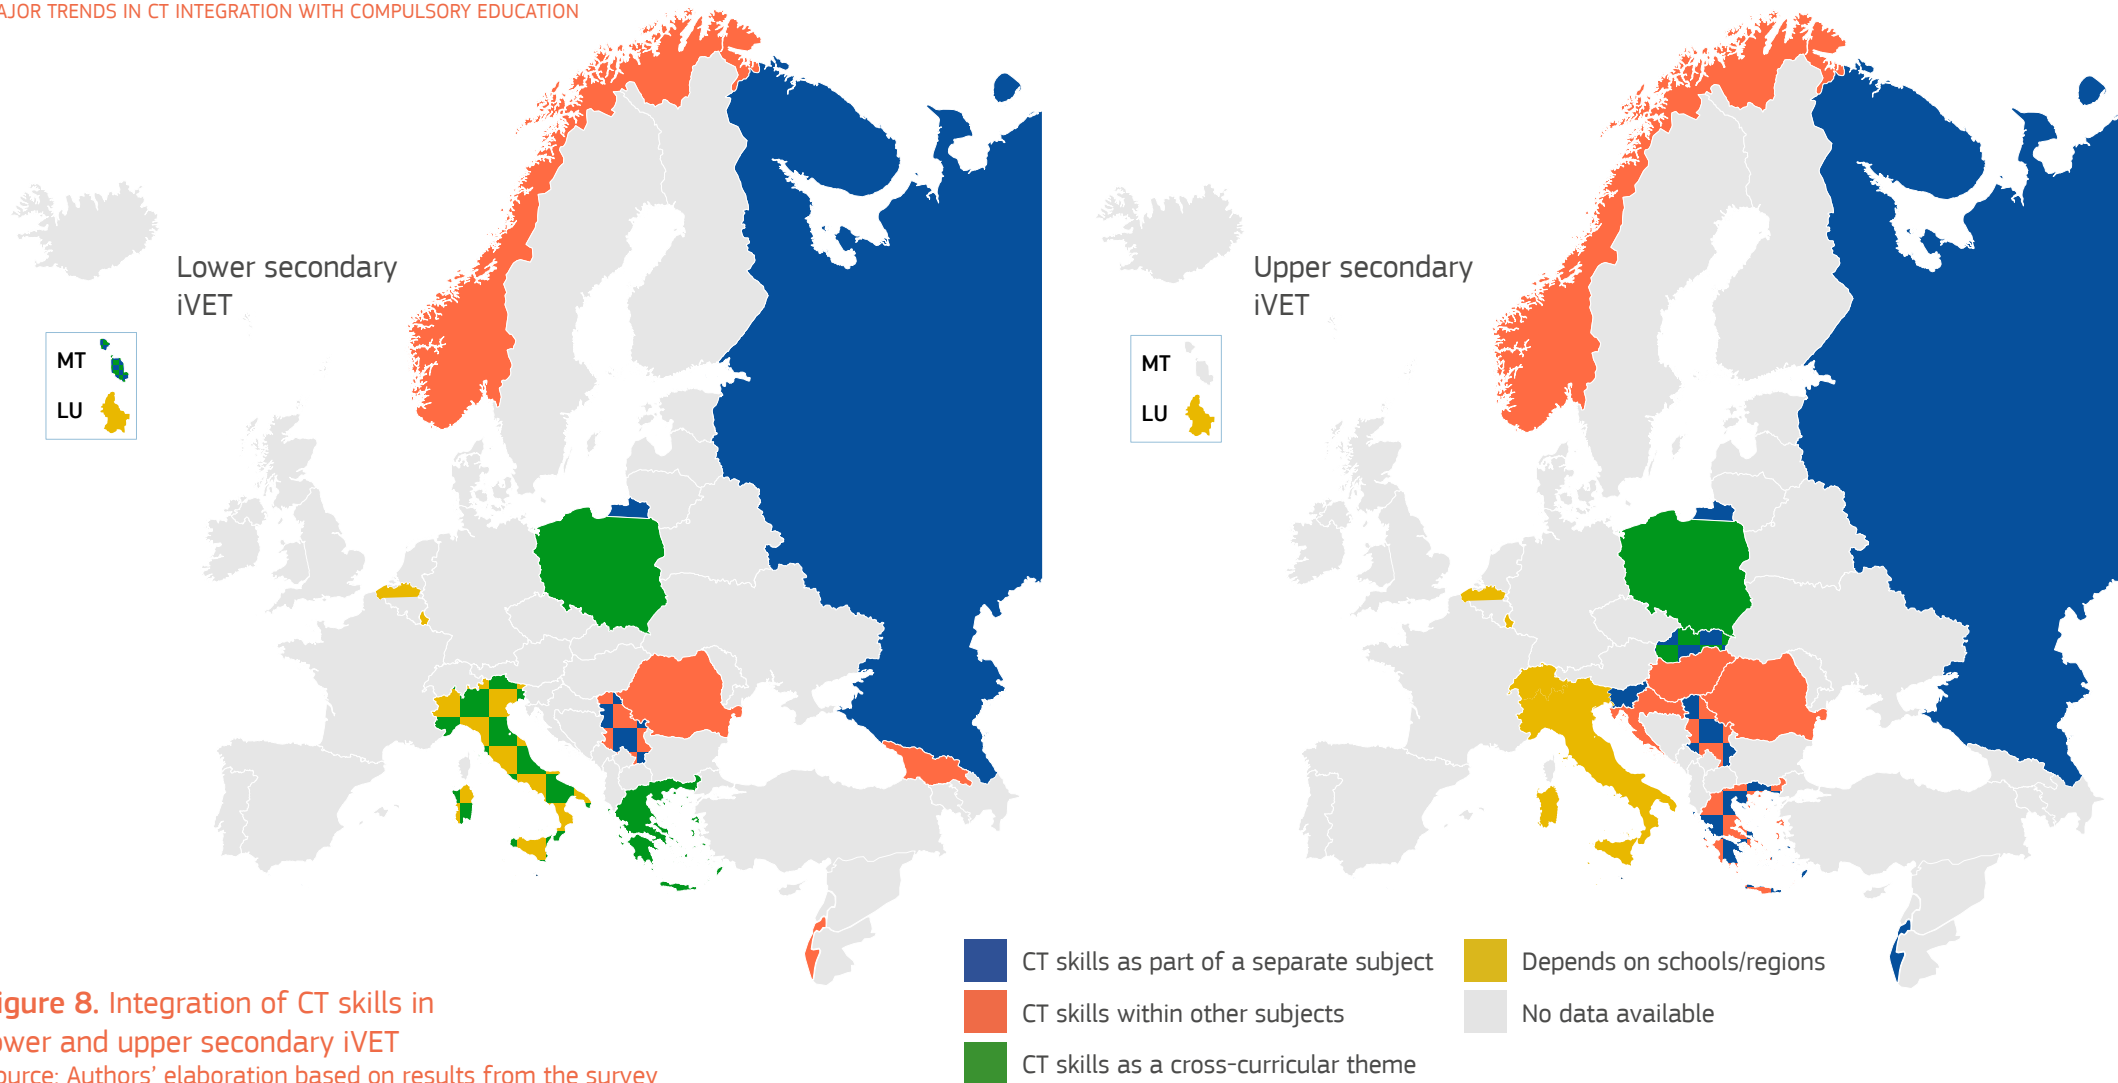 AJOR TRENDS IN CT INTEGRATION WITH COMPULSORY EDUCATION
Lower secondary
iVET
MT
LU
Upper secondary
iVET
MT
LU
CT skills as part of a separate subject
CT skills within other subjects
CT skills as a cross-curricular theme
Depends on schools/regions
No data available
igure 8. Integration of CT skills in
ower and upper secondary iVET
ource: Authors' elaboration based on results from the survey